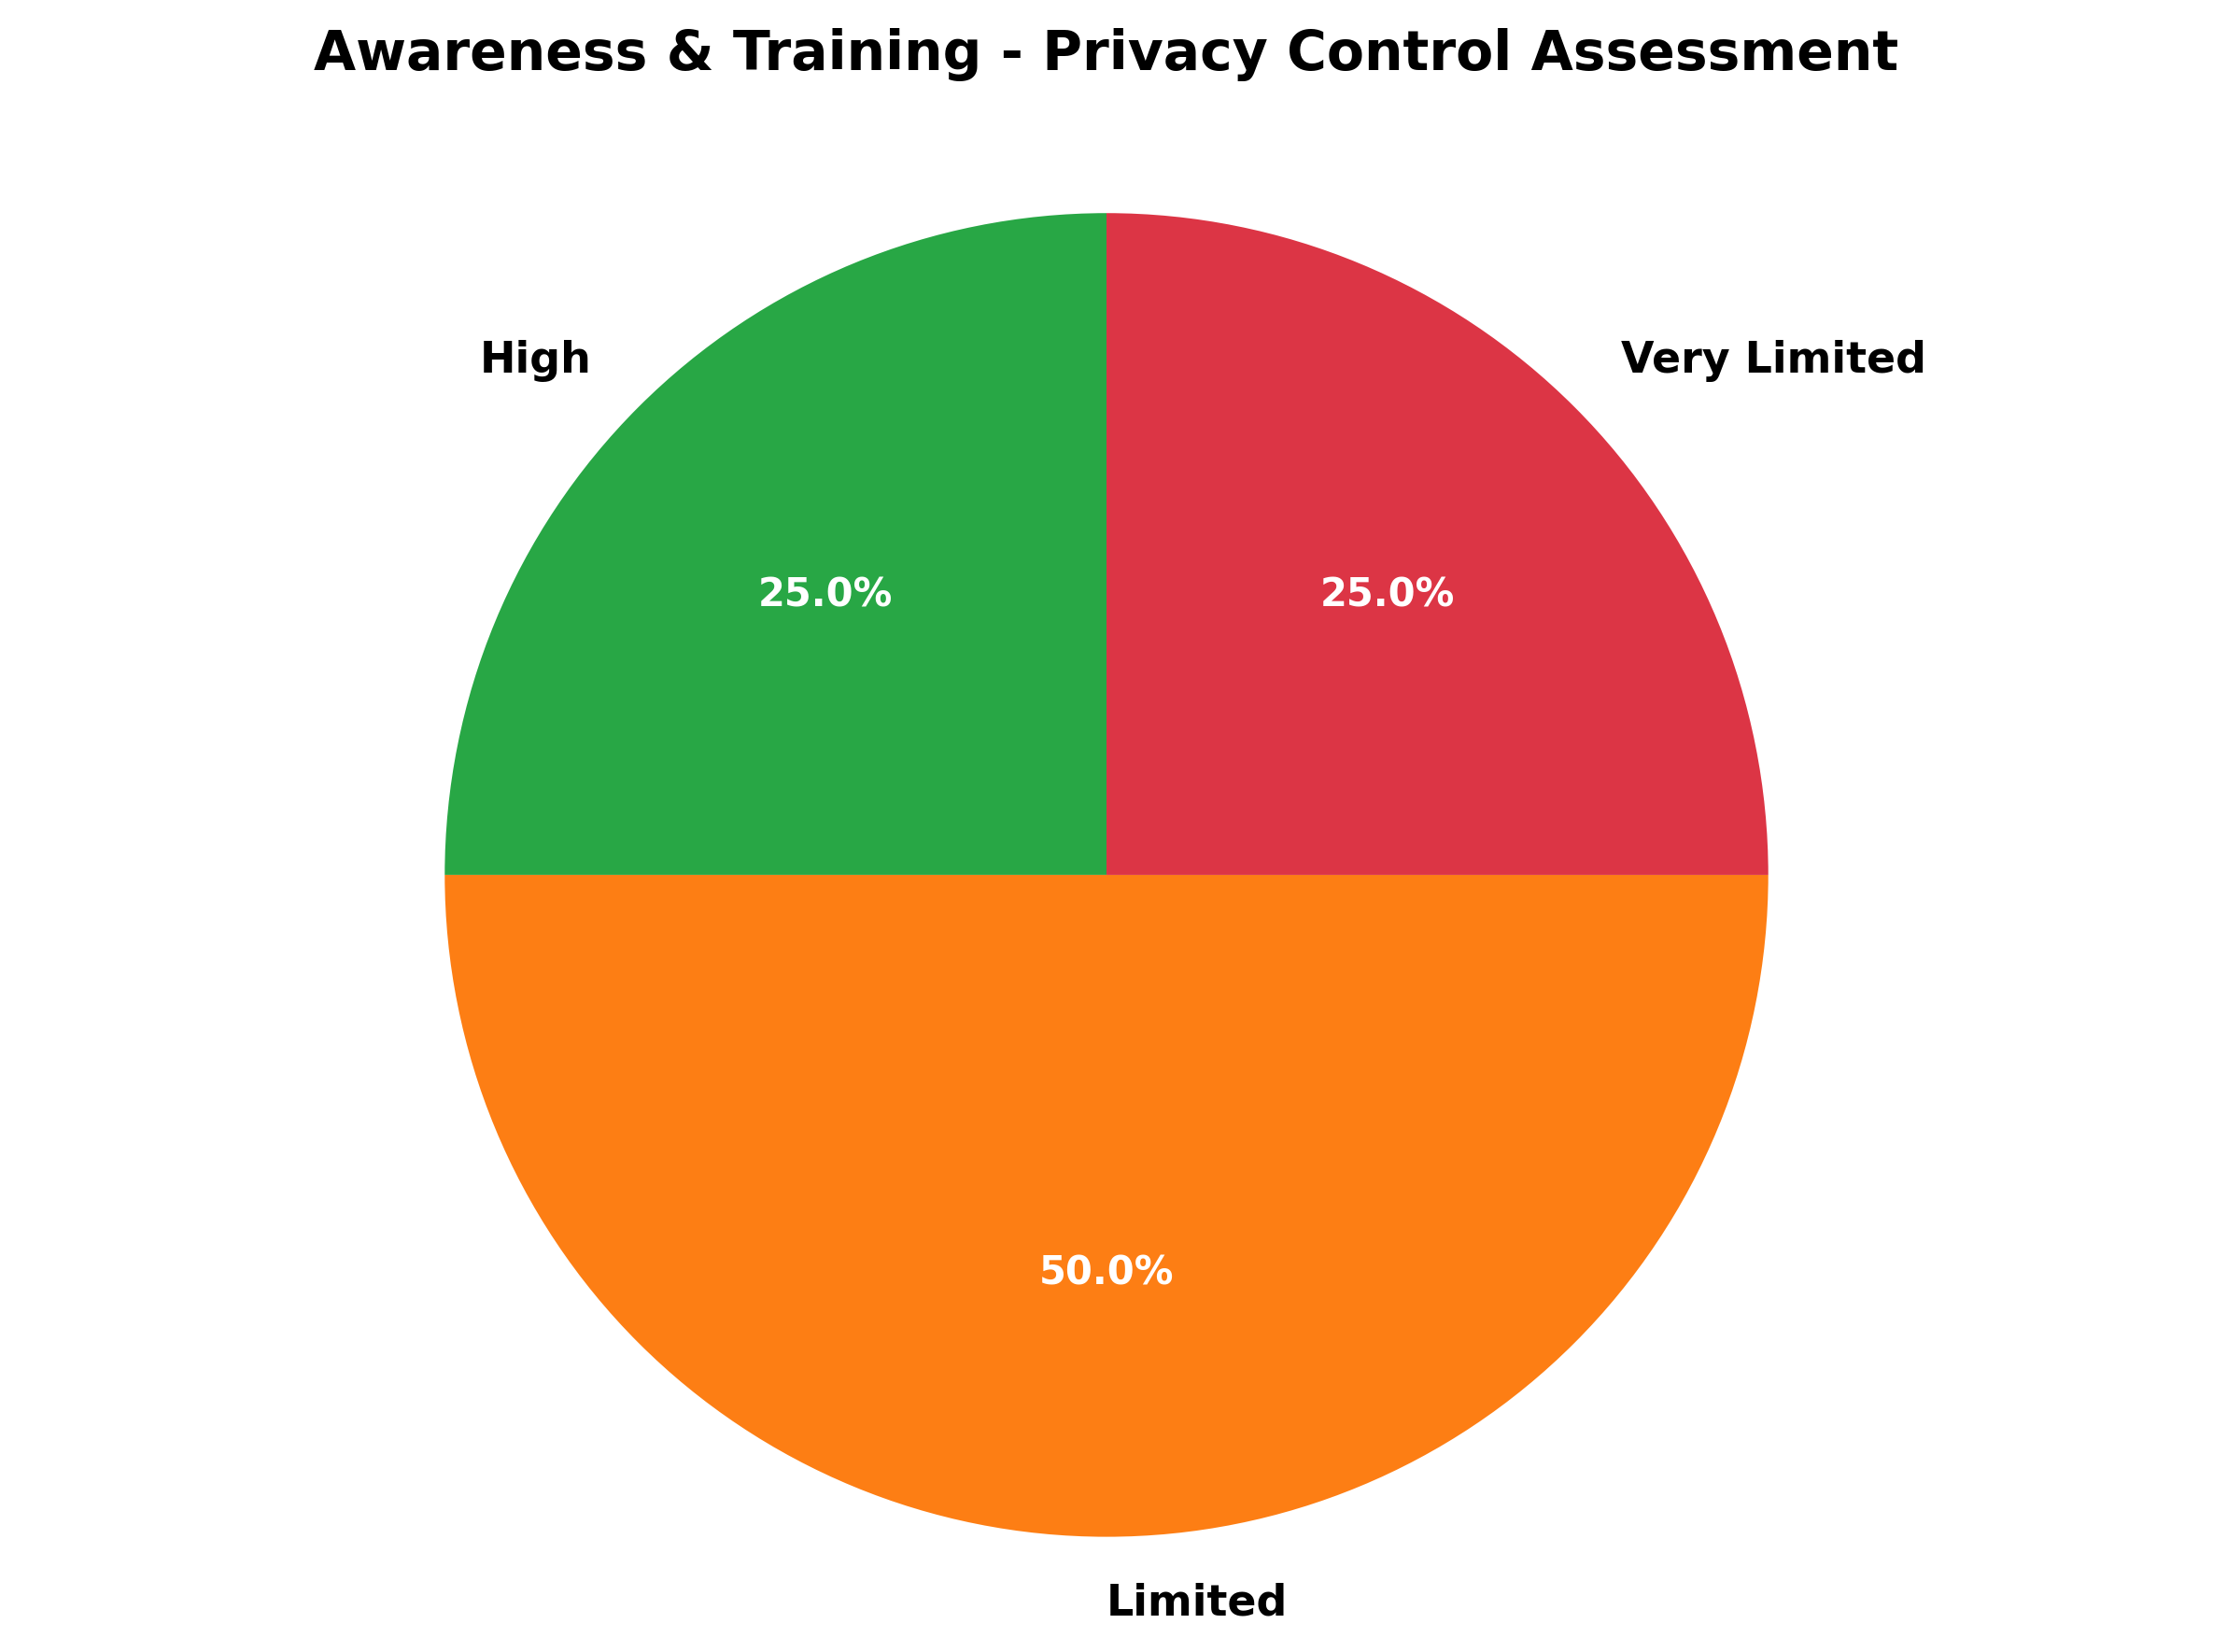 Awareness & Training - Privacy Control Assessment
High
Very Limited
25.0%
25.0%
50.0%
Limited